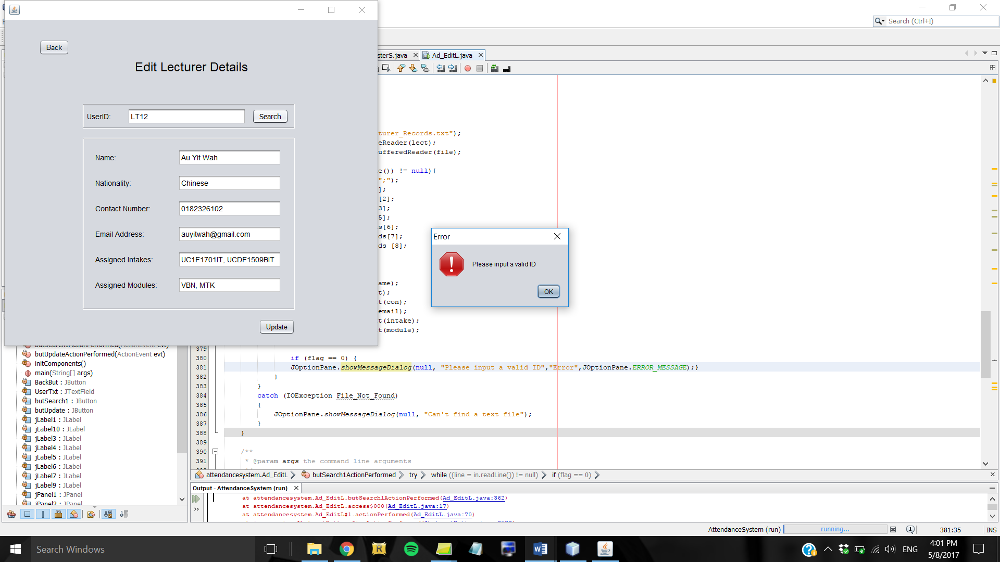 Search (Ctrl+I)
Back
Edit Lecturer Details
UserID: LT12 Search
Name: Au Yit Wah
Nationality: Chinese
Contact Number: 0182326102
Email Address: auyitwah@gmail.com
Assigned Intakes: UC1F1701IT, UCDF1509BIT
Assigned Modules: VBN, MTK
Update
sterS.java
Ad_EditL.java
turer_Records.txt");
eReader(lect);
ufferedReader(file);
e()) != null){
";");
];
[2];
3];
5];
s[6];
ds[7];
ds [8];
ame);
t);
t(con);
email);
t(intake);
t(module);
Error
Please input a valid ID
OK
379
380 if (flag == 0) {
381 JOptionPane.showMessageDialog(null, "Please input a valid ID","Error",JOptionPane.ERROR_MESSAGE);}
382 }
383 }
384 catch (IOException File_Not_Found)
385 {
386 JOptionPane.showMessageDialog(null, "Can't find a text file");
387 }
388 }
389
390 /**
391 * @param args the command line arguments
butSearch1ActionPerformed(ActionEvent evt)
butUpdateActionPerformed(ActionEvent evt)
initComponents()
main(String[] args)
BackBut : JButton
UserTxt : JTextField
butSearch1 : JButton
butUpdate : JButton
jLabel1 : JLabel
jLabel10 : JLabel
jLabel3 : JLabel
jLabel4 : JLabel
jLabel5 : JLabel
jLabel6 : JLabel
jLabel7 : JLabel
jLabel9 : JLabel
jPanel1 : JPanel
jPanel2 : JPanel
attendancesystem.Ad_EditL butSearch1ActionPerformed try while ((line = in.readLine()) != null) if (flag == 0)
Output - AttendanceSystem (run)
at attendancesystem.Ad_EditL.butSearch1ActionPerformed(Ad_EditL.java:362)
at attendancesystem.Ad_EditL.access$000(Ad_EditL.java:17)
at attendancesystem.Ad_EditL$1.actionPerformed(Ad_EditL.java:70)
AttendanceSystem (run) running... 381:35 INS
Search Windows
ENG
4:01 PM
5/8/2017